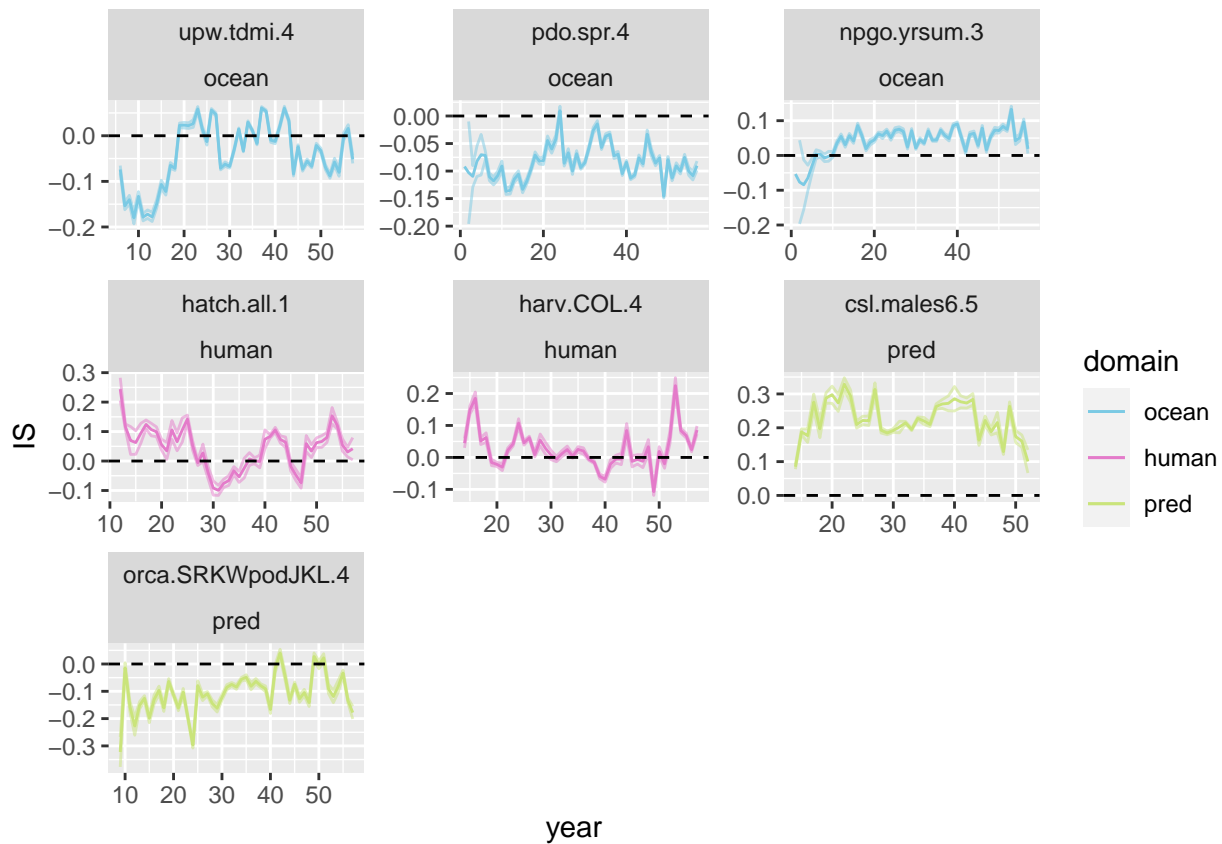 upw.tdmi.4
ocean
pdo.spr.4
ocean
npgo.yrsum.3
ocean
0.0
−0.1
−0.2
10 20 30 40 50
0.00
−0.05
−0.10
−0.15
−0.20
0 20 40
0.1
0.0
−0.1
−0.2
0 20 40
hatch.all.1
human
harv.COL.4
human
csl.males6.5
pred
0.3
0.2
0.1
0.0
−0.1
10 20 30 40 50
0.2
0.1
0.0
−0.1
20 30 40 50
0.3
0.2
0.1
0.0
20 30 40 50
orca.SRKWpodJKL.4
pred
0.0
−0.1
−0.2
−0.3
10 20 30 40 50
IS
year
domain
ocean
human
pred